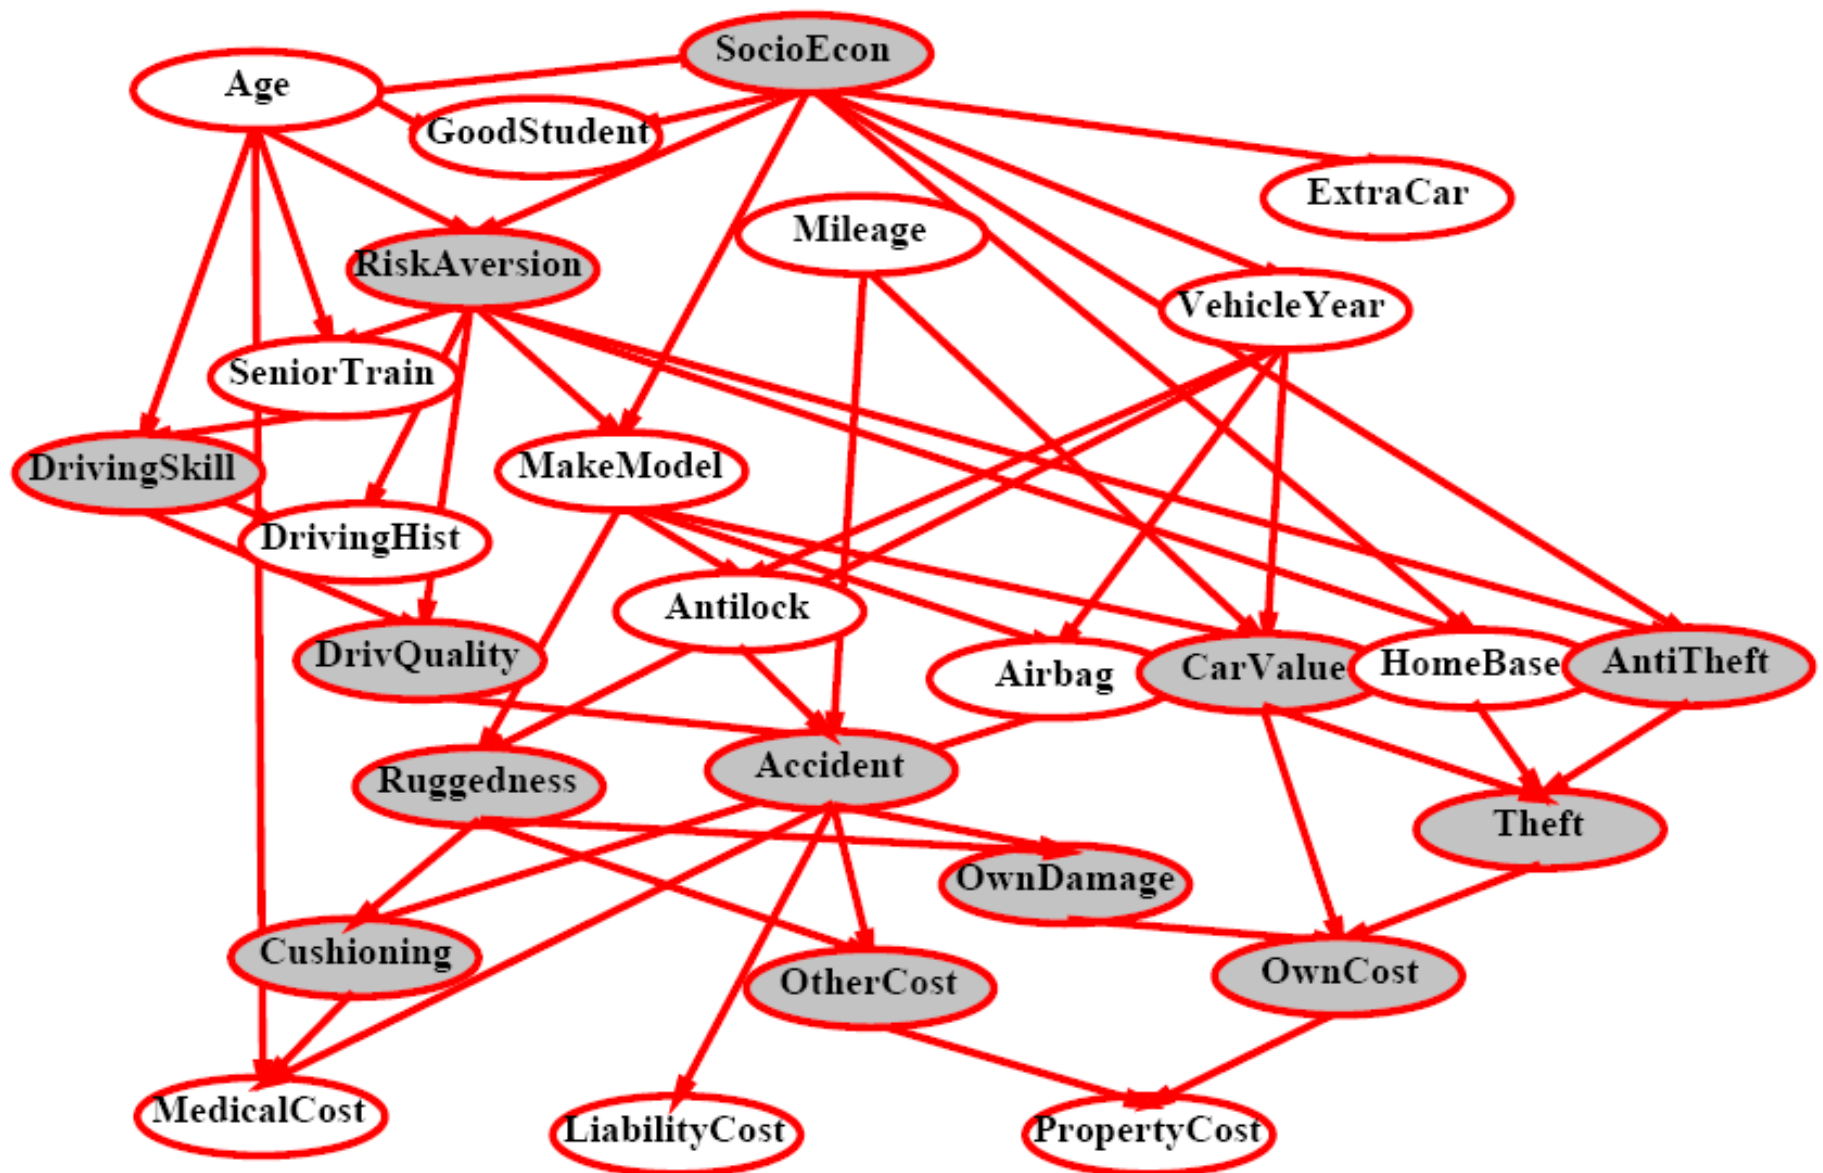 SocioEcon
Age
GoodStudent
ExtraCar
Mileage
RiskAversion
VehicleYear
SeniorTrain
DrivingSkill
MakeModel
DrivingHist
Antilock
DrivQuality
Airbag
CarValue
HomeBase
AntiTheft
Ruggedness
Accident
Theft
OwnDamage
Cushioning
OtherCost
OwnCost
MedicalCost
LiabilityCost
PropertyCost